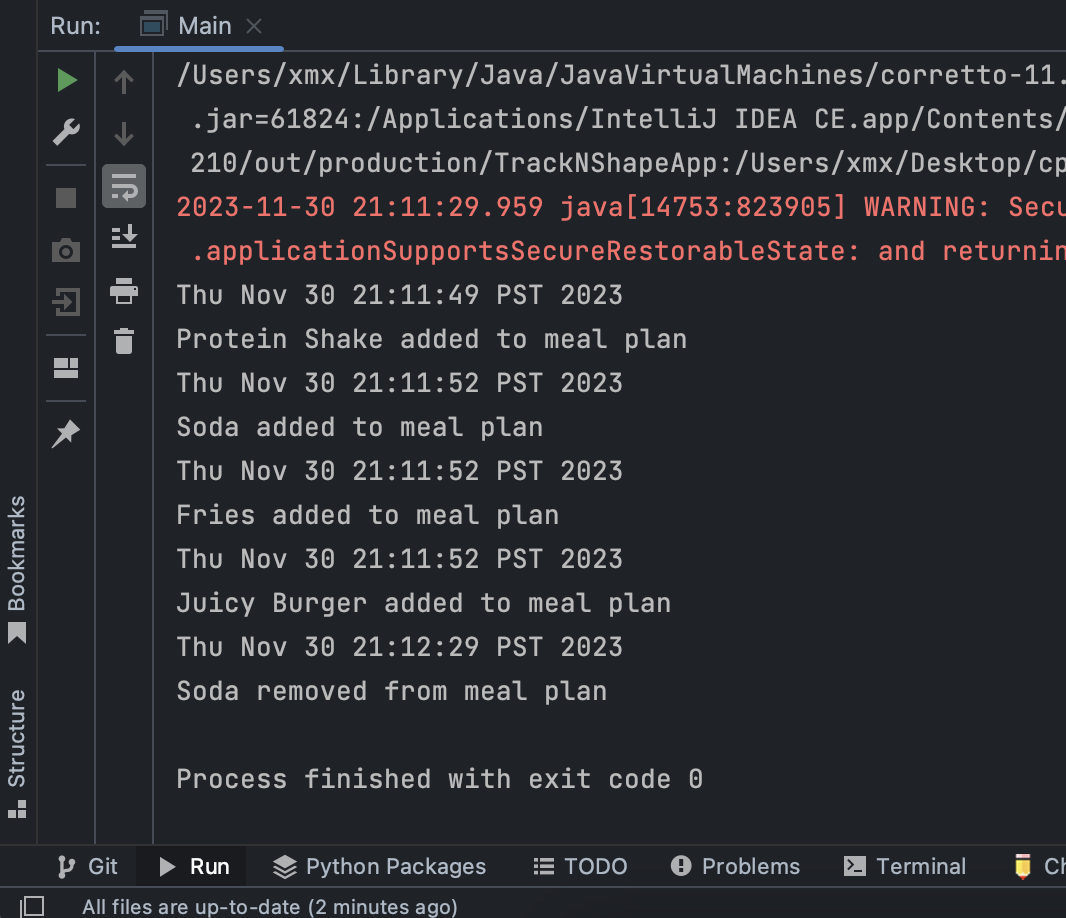 Run: Main
/Users/xmx/Library/Java/JavaVirtualMachines/corretto-11.
.jar=61824:/Applications/IntelliJ IDEA CE.app/Contents/
210/out/production/TrackNShapeApp:/Users/xmx/Desktop/cp
2023-11-30 21:11:29.959 java[14753:823905] WARNING: Secu
.applicationSupportsSecureRestorableState: and returnin
Thu Nov 30 21:11:49 PST 2023
Protein Shake added to meal plan
Thu Nov 30 21:11:52 PST 2023
Soda added to meal plan
Thu Nov 30 21:11:52 PST 2023
Fries added to meal plan
Thu Nov 30 21:11:52 PST 2023
Juicy Burger added to meal plan
Thu Nov 30 21:12:29 PST 2023
Soda removed from meal plan
Process finished with exit code 0
Bookmarks
Structure
Git Run Python Packages TODO Problems Terminal Ch
All files are up-to-date (2 minutes ago)